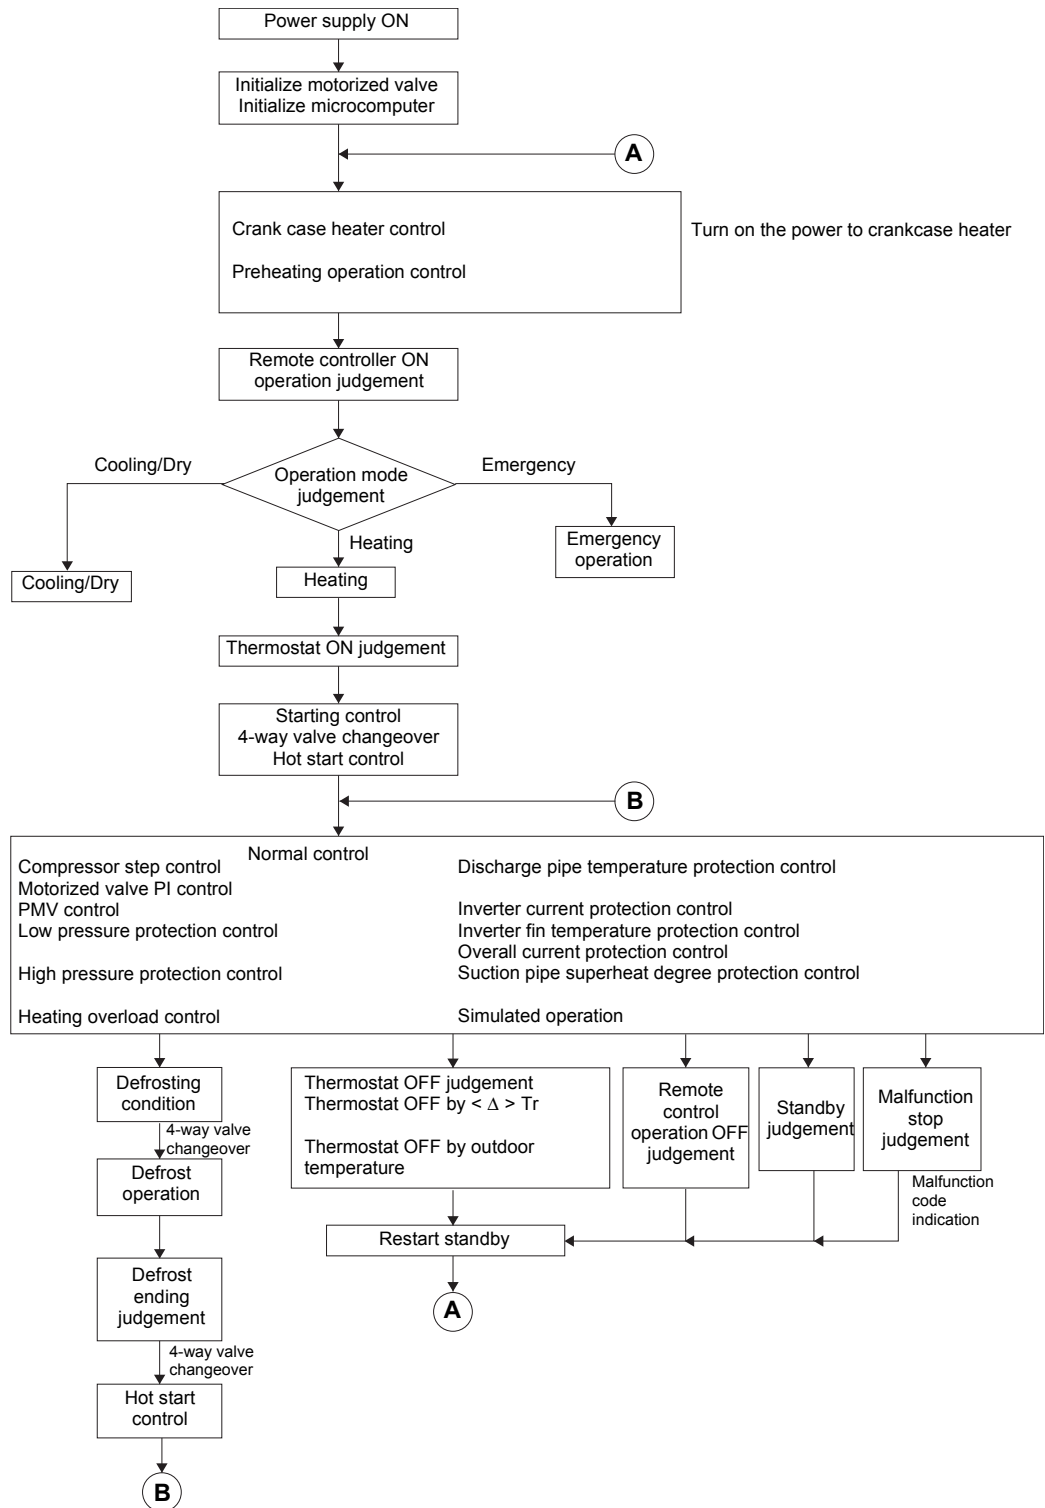 Power supply ON
Initialize motorized valve
Initialize microcomputer
A
Crank case heater control
Turn on the power to crankcase heater
Preheating operation control
Remote controller ON
operation judgement
Cooling/Dry
Operation mode
judgement
Emergency
Heating
Emergency
operation
Cooling/Dry
Heating
Thermostat ON judgement
Starting control
4-way valve changeover
Hot start control
B
Normal control
Compressor step control
Motorized valve PI control
PMV control
Low pressure protection control
High pressure protection control
Heating overload control
Discharge pipe temperature protection control
Inverter current protection control
Inverter fin temperature protection control
Overall current protection control
Suction pipe superheat degree protection control
Simulated operation
Defrosting
condition
4-way valve
changeover
Defrost
operation
Defrost
ending
judgement
4-way valve
changeover
Hot start
control
B
Thermostat OFF judgement
Thermostat OFF by < Δ > Tr
Thermostat OFF by outdoor
temperature
Remote
control
operation OFF
judgement
Standby
judgement
Malfunction
stop
judgement
Malfunction
code
indication
Restart standby
A